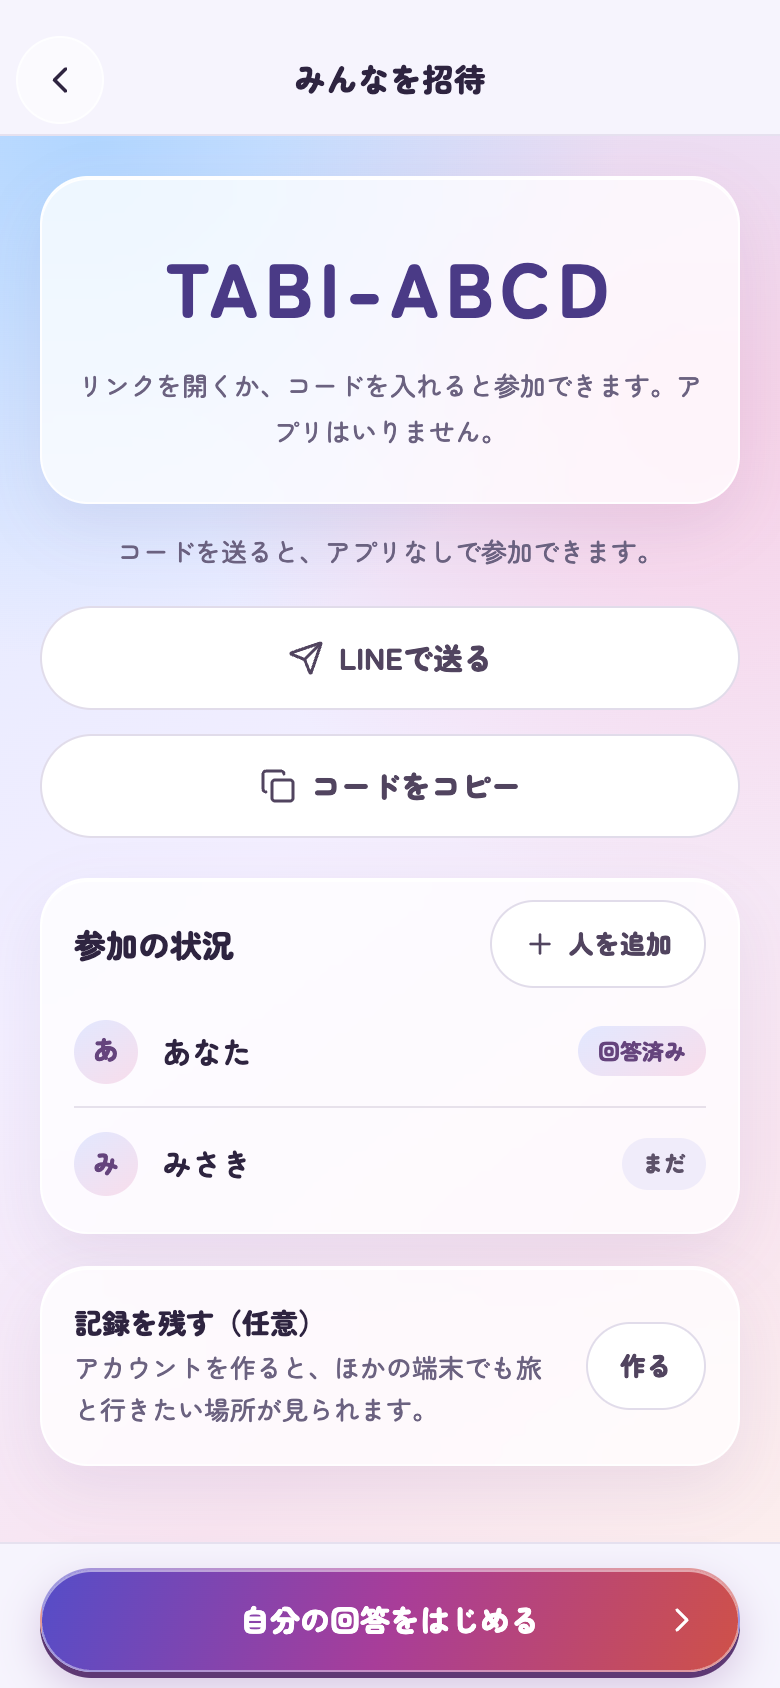 みんなを招待
TABI-ABCD
リンクを開くか、コードを入れると参加できます。ア
プリはいりません。
コードを送ると、アプリなしで参加できます。
LINEで送る
コードをコピー
参加の状況
人を追加
あ
あなた
回答済み
み
みさき
まだ
記録を残す（任意）
アカウントを作ると、ほかの端末でも旅
と行きたい場所が見られます。
作る
自分の回答をはじめる